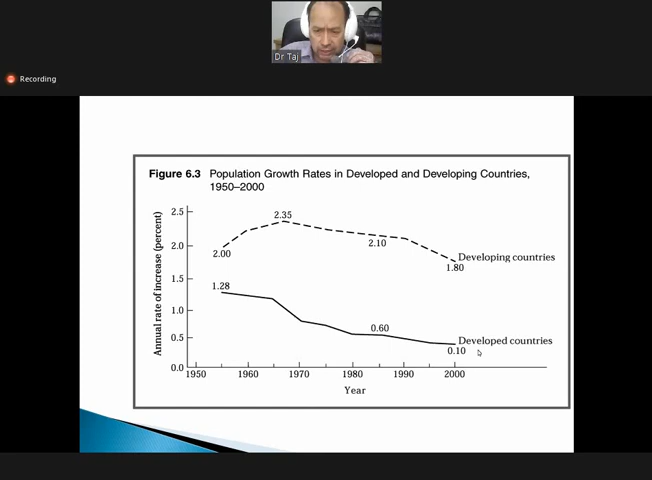 Dr Taj
Recording
Figure 6.3 Population Growth Rates in Developed and Developing Countries,
1950–2000
Annual rate of increase (percent)
2.5
2.0
1.5
1.0
0.5
0.0
2.35
2.00
2.10
Developing countries
1.80
1.28
0.60
Developed countries
0.10
1950 1960 1970 1980 1990 2000
Year